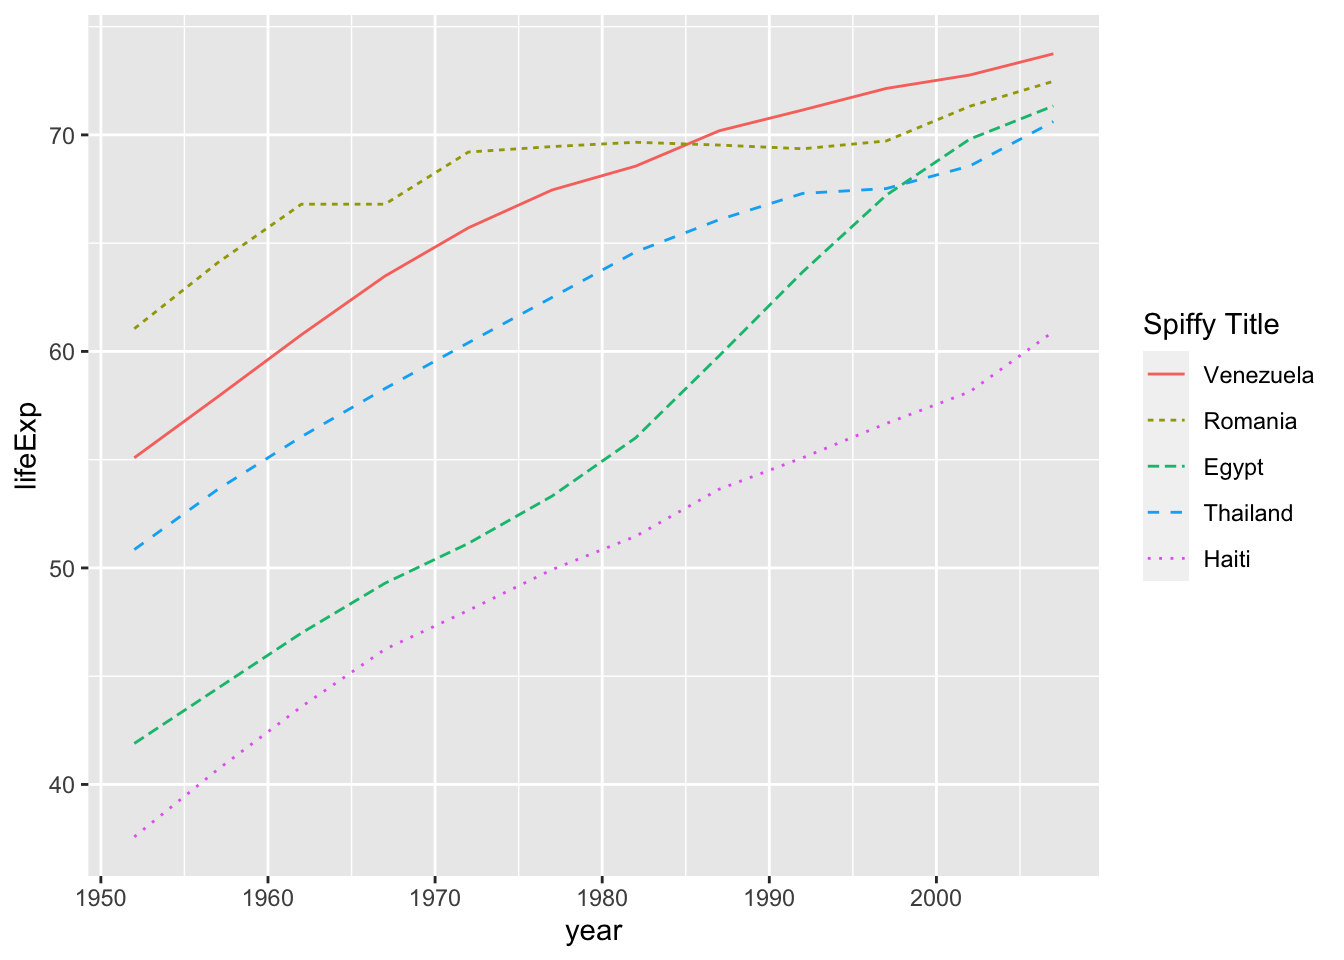 70
60
50
40
lifeExp
1950 1960 1970 1980 1990 2000
year
Spiffy Title
Venezuela
Romania
Egypt
Thailand
Haiti